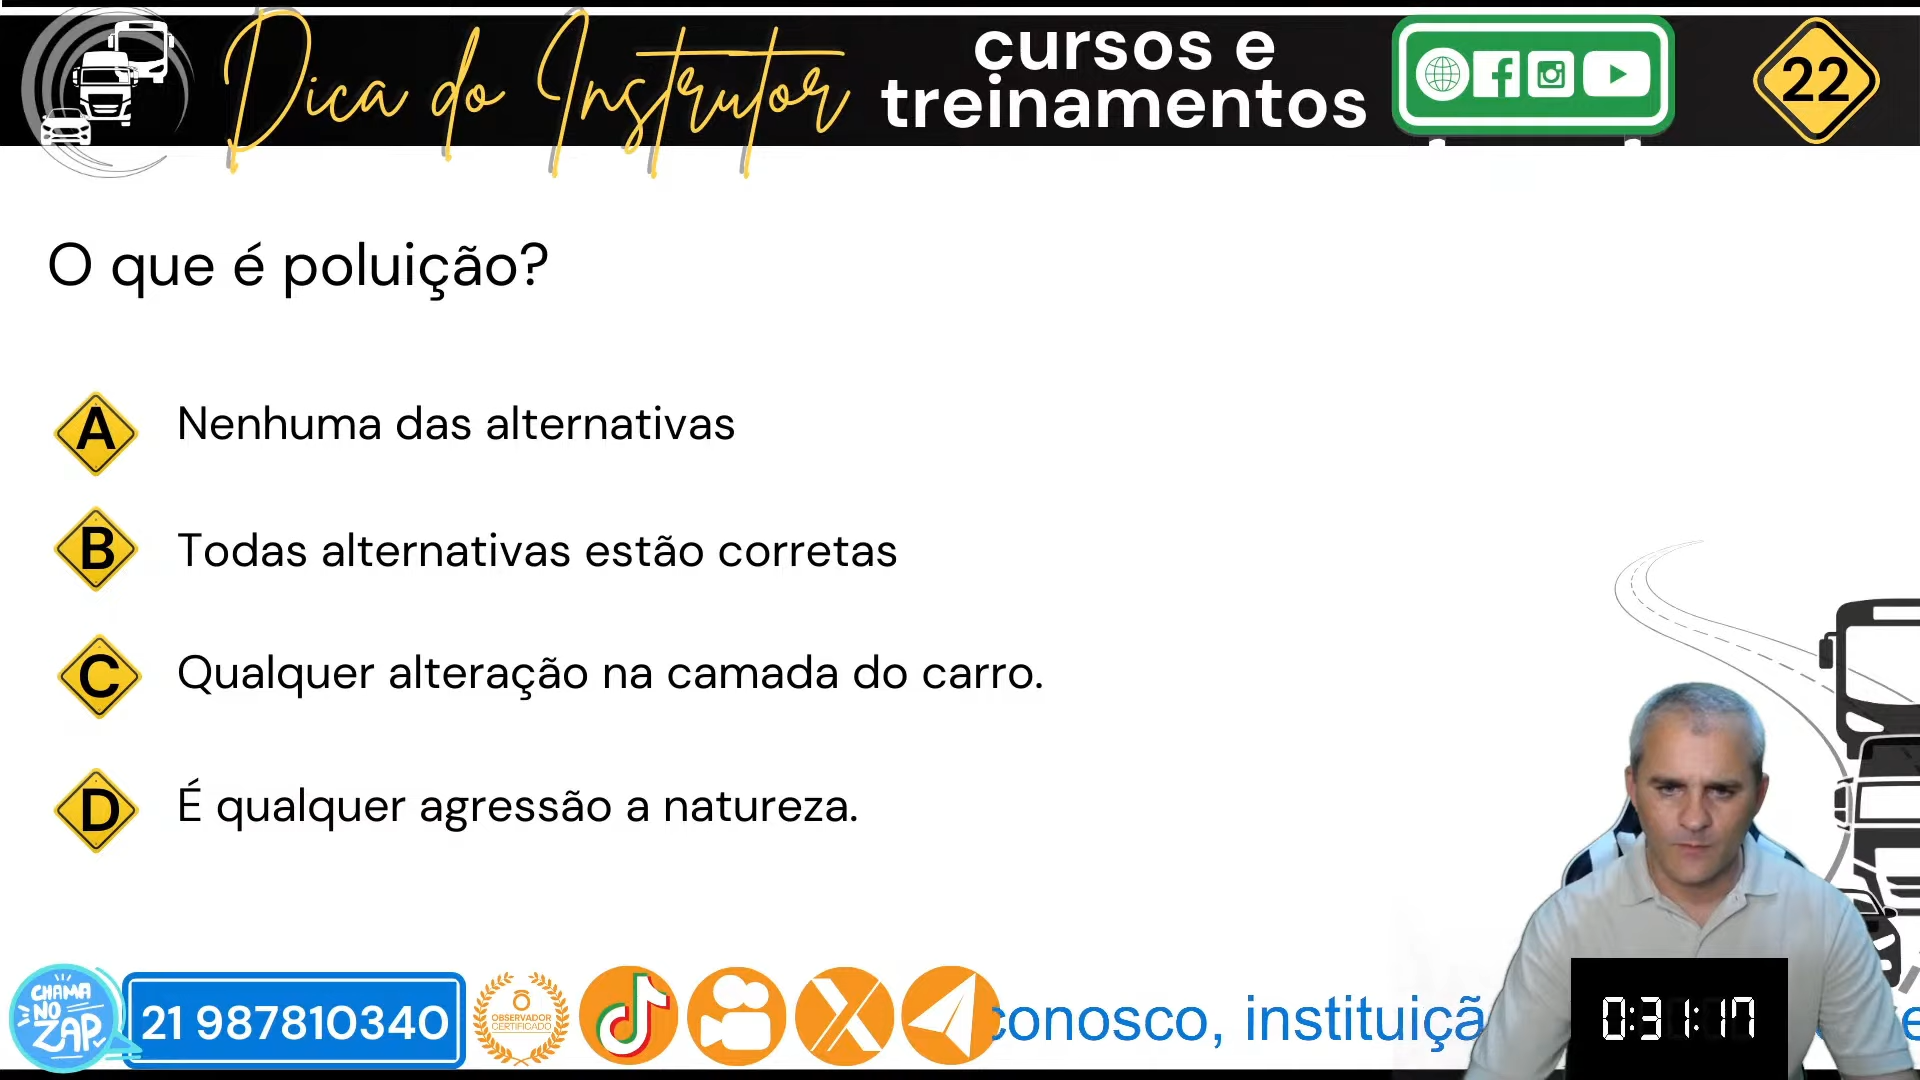 Dica do Instrutor
cursos e
treinamentos
22
O que é poluição?
A Nenhuma das alternativas
B Todas alternativas estão corretas
C Qualquer alteração na camada do carro.
D É qualquer agressão a natureza.
CHAMA
NO
ZAP
21 987810340
OBSERVADOR
CERTIFICADO
conosco, instituiçã
0:31:17